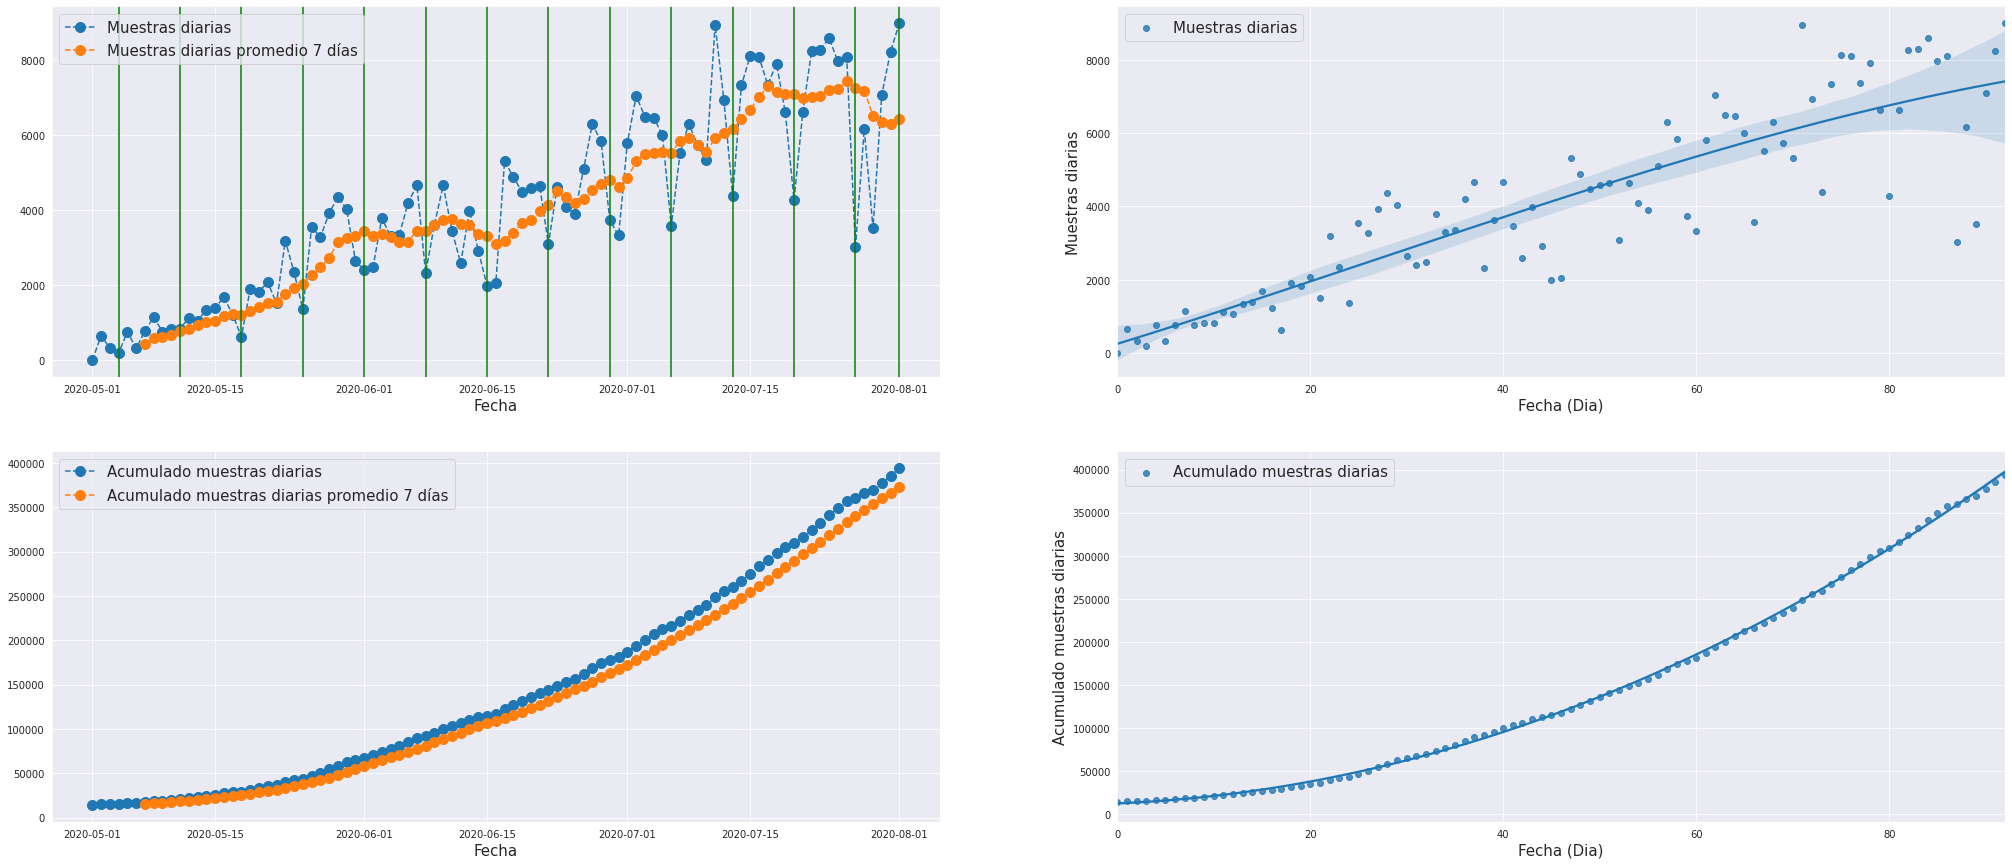 Muestras diarias
Muestras diarias promedio 7 días
8000
6000
4000
2000
0
2020-05-01 2020-05-15 2020-06-01 2020-06-15 2020-07-01 2020-07-15 2020-08-01
Fecha
Muestras diarias
Muestras diarias
8000
6000
4000
2000
0
0 20 40 60 80
Fecha (Dia)
Acumulado muestras diarias
Acumulado muestras diarias promedio 7 días
400000
350000
300000
250000
200000
150000
100000
50000
0
2020-05-01 2020-05-15 2020-06-01 2020-06-15 2020-07-01 2020-07-15 2020-08-01
Fecha
Acumulado muestras diarias
Acumulado muestras diarias
400000
350000
300000
250000
200000
150000
100000
50000
0
0 20 40 60 80
Fecha (Dia)